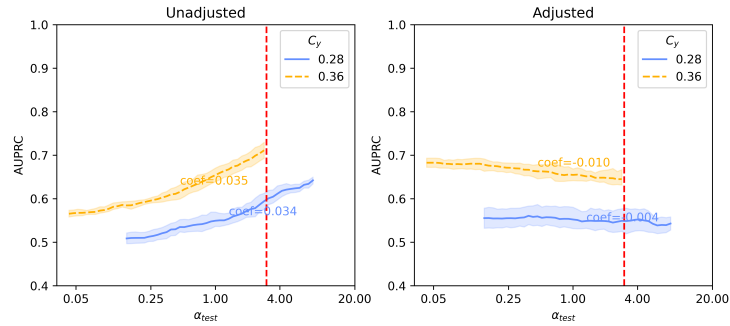 Unadjusted
AUPRC
1.0
0.9
0.8
0.7
0.6
0.5
0.4
C_y
0.28
0.36
coef=0.035
coef=0.034
0.05 0.25 1.00 4.00 20.00
α_test
Adjusted
AUPRC
1.0
0.9
0.8
0.7
0.6
0.5
0.4
C_y
0.28
0.36
coef=-0.010
coef=-0.004
0.05 0.25 1.00 4.00 20.00
α_test